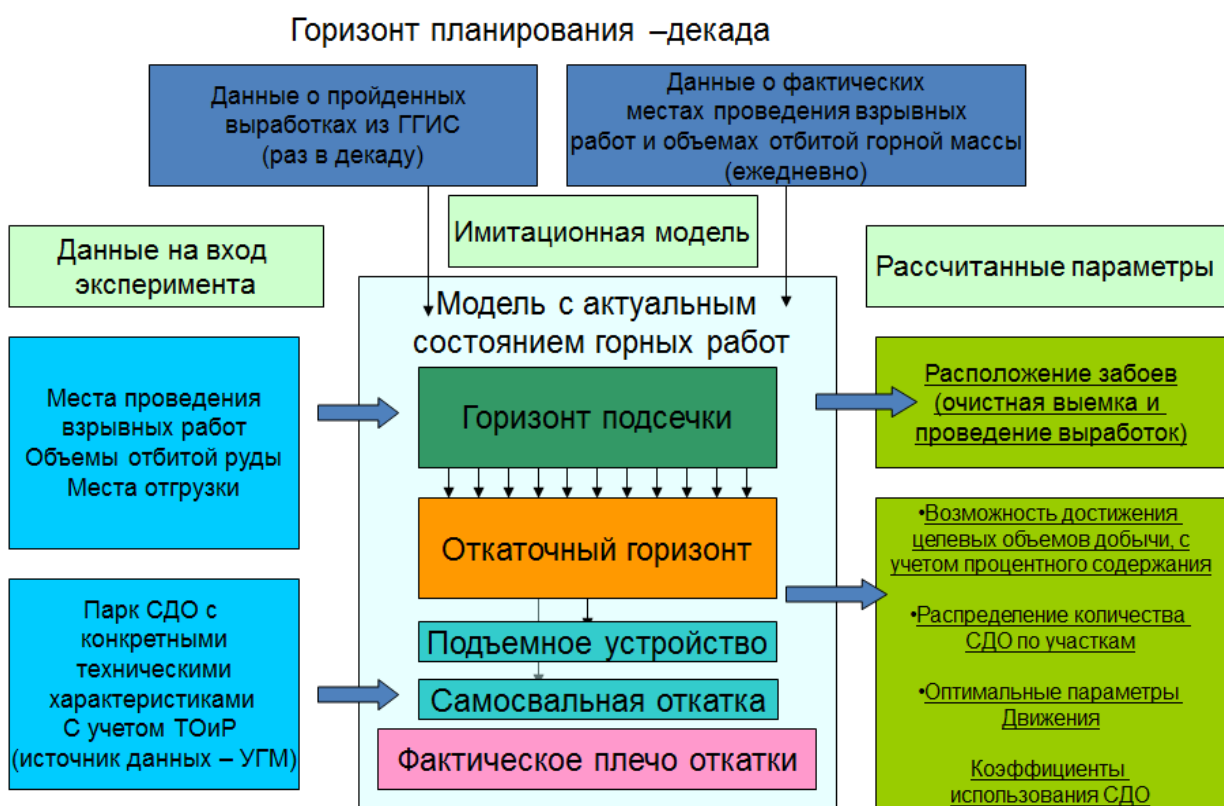 Горизонт планирования –декада
Данные о пройденных
выработках из ГГИС
(раз в декаду)
Данные о фактических
местах проведения взрывных
работ и объемах отбитой горной массы
(ежедневно)
Данные на вход
эксперимента
Имитационная модель
Рассчитанные параметры
Места проведения
взрывных работ
Объемы отбитой руды
Места отгрузки
Парк СДО с
конкретными
техническими
характеристиками
С учетом ТОиР
(источник данных – УГМ)
Модель с актуальным
состоянием горных работ
Горизонт подсечки
Откаточный горизонт
Подъемное устройство
Самосвальная откатка
Фактическое плечо откатки
Расположение забоев
(очистная выемка и
проведение выработок)
•Возможность достижения
целевых объемов добычи, с
учетом процентного содержания
•Распределение количества
СДО по участкам
•Оптимальные параметры
Движения
Коэффициенты
использования СДО